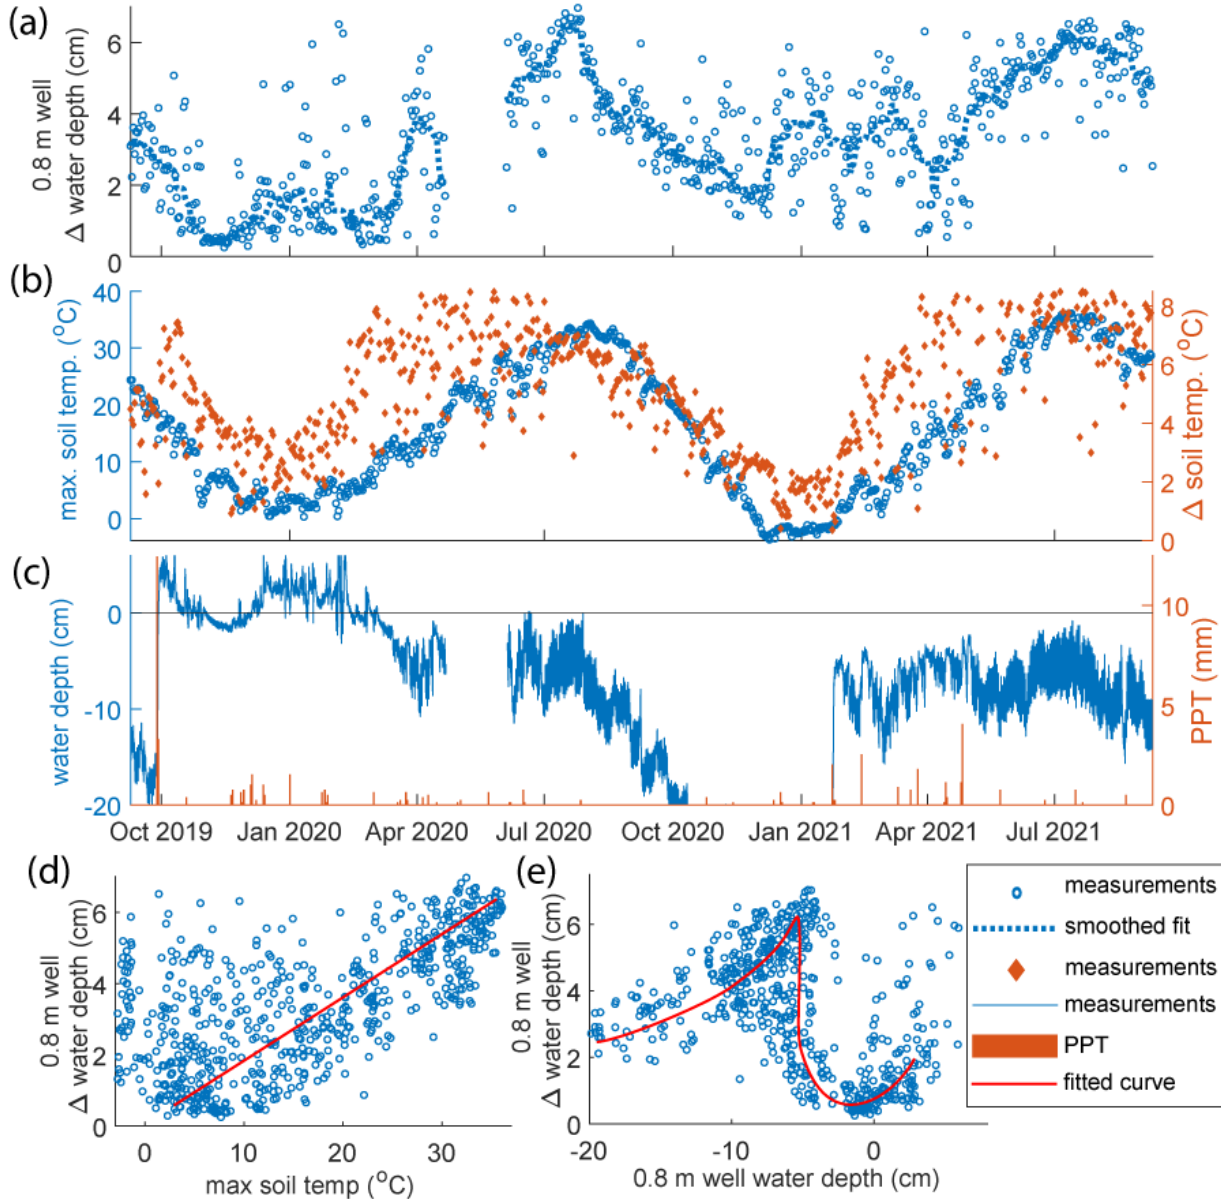 (a)
0.8 m well
Δ water depth (cm)
6
4
2
0
(b)
max. soil temp. (°C)
40
30
20
10
0
Δ soil temp. (°C)
8
6
4
2
0
(c)
water depth (cm)
0
-10
-20
PPT (mm)
10
5
0
Oct 2019 Jan 2020 Apr 2020 Jul 2020 Oct 2020 Jan 2021 Apr 2021 Jul 2021
(d)
0.8 m well
Δ water depth (cm)
6
4
2
0
0 10 20 30
max soil temp (°C)
(e)
0.8 m well
Δ water depth (cm)
6
4
2
0
-20 -10 0
0.8 m well water depth (cm)
measurements
smoothed fit
measurements
measurements
PPT
fitted curve